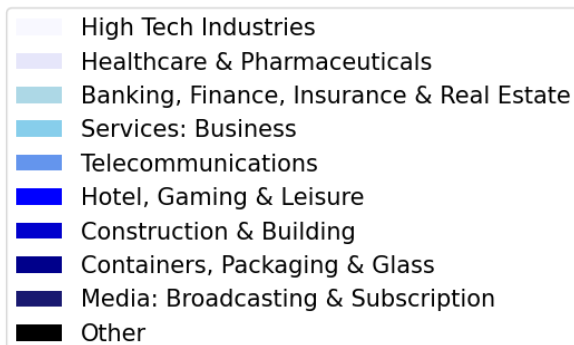 High Tech Industries
Healthcare & Pharmaceuticals
Banking, Finance, Insurance & Real Estate
Services: Business
Telecommunications
Hotel, Gaming & Leisure
Construction & Building
Containers, Packaging & Glass
Media: Broadcasting & Subscription
Other